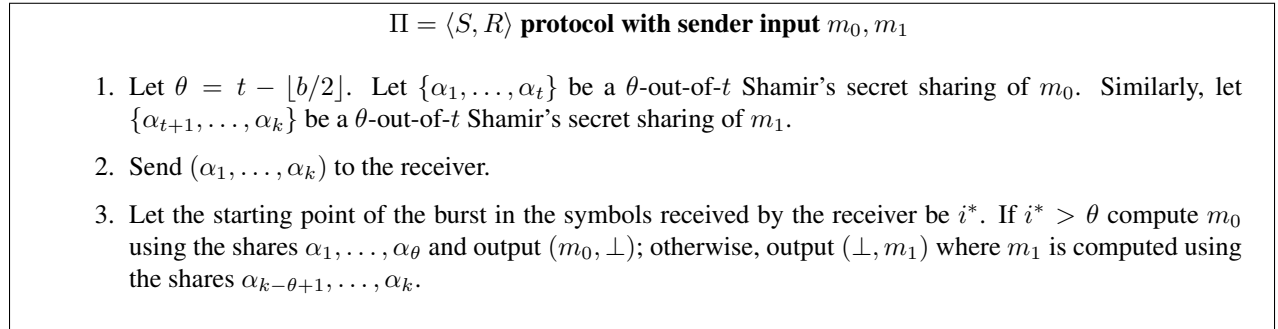 Π = ⟨S, R⟩ protocol with sender input m₀, m₁
1. Let θ = t − ⌊b/2⌋. Let {α₁, . . . , αₜ} be a θ-out-of-t Shamir's secret sharing of m₀. Similarly, let
{αₜ₊₁, . . . , αₖ} be a θ-out-of-t Shamir's secret sharing of m₁.
2. Send (α₁, . . . , αₖ) to the receiver.
3. Let the starting point of the burst in the symbols received by the receiver be i*. If i* > θ compute m₀
using the shares α₁, . . . , α_θ and output (m₀, ⊥); otherwise, output (⊥, m₁) where m₁ is computed using
the shares α_{k−θ+1}, . . . , αₖ.